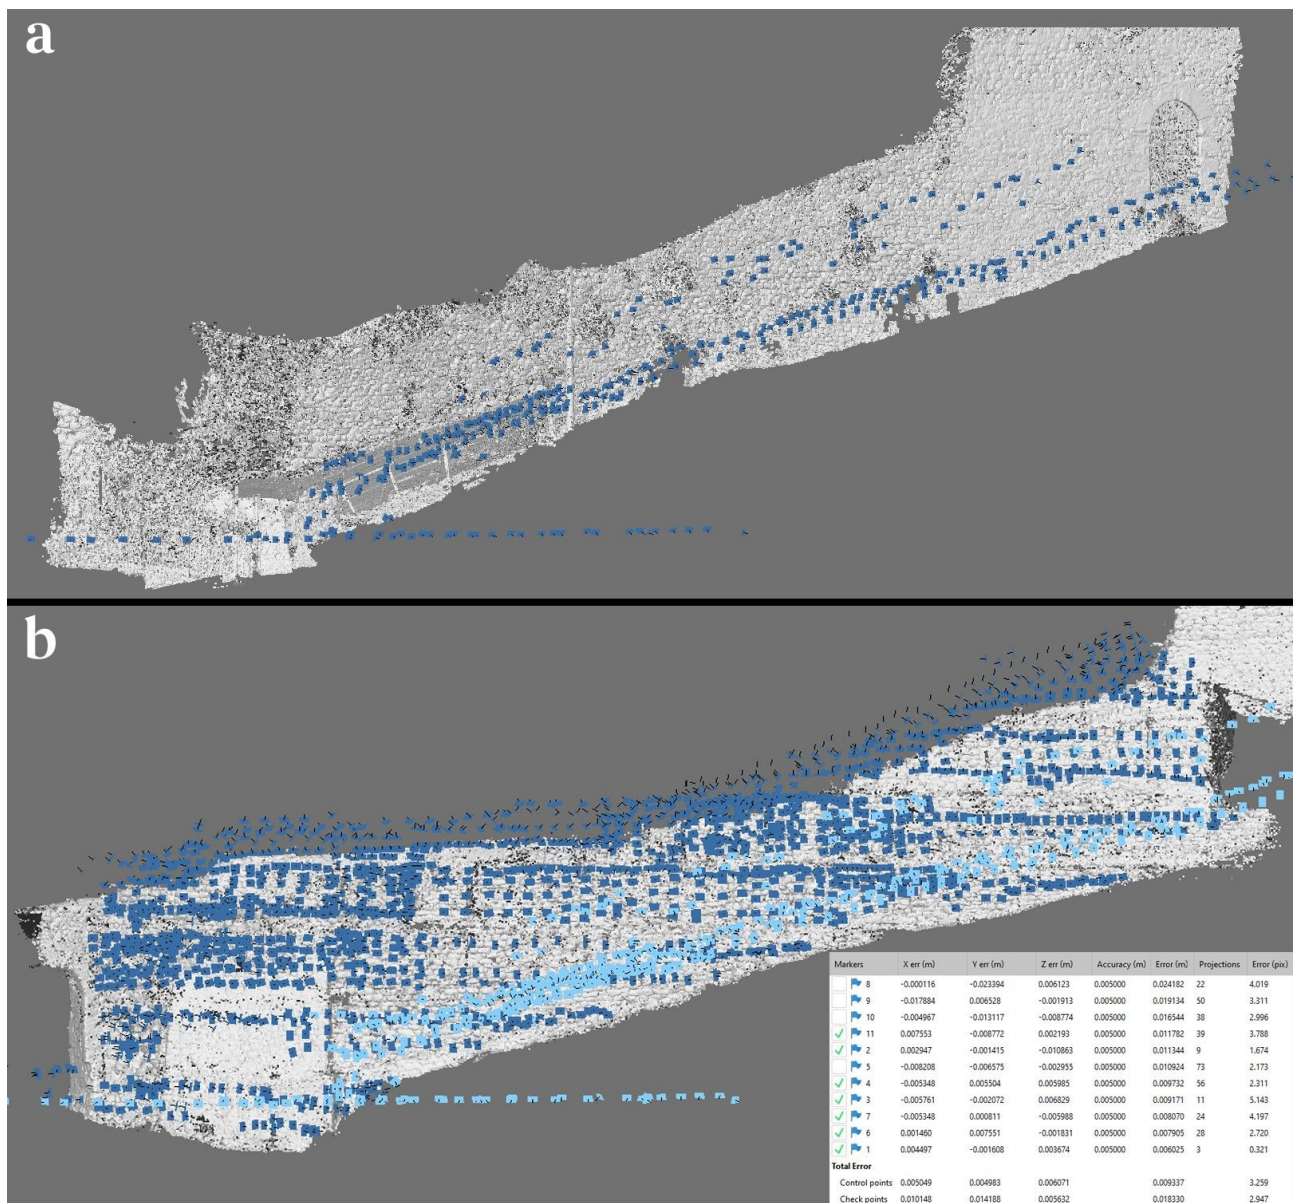 a
b
Markers X err (m) Y err (m) Z err (m) Accuracy (m) Error (m) Projections Error (pix)
8 -0.000116 -0.023394 0.006123 0.005000 0.024182 22 4.019
9 -0.017884 0.006528 -0.001913 0.005000 0.019134 50 3.311
10 -0.004967 -0.013117 -0.008774 0.005000 0.016544 38 2.996
11 0.007553 -0.008772 0.002193 0.005000 0.011782 39 3.788
2 0.002947 -0.001415 -0.010863 0.005000 0.011344 9 1.674
5 -0.008208 -0.006575 -0.002955 0.005000 0.010924 73 2.173
4 -0.005348 0.005504 0.005985 0.005000 0.009732 56 2.311
3 -0.005761 -0.002072 0.006829 0.005000 0.009171 11 5.143
7 -0.005348 0.000811 -0.005988 0.005000 0.008070 24 4.197
6 0.001460 0.007551 -0.001831 0.005000 0.007905 28 2.720
1 0.004497 -0.001608 0.003674 0.005000 0.006025 3 0.321
Total Error
Control points 0.005049 0.004983 0.006071 0.009337 3.259
Check points 0.010148 0.014188 0.005632 0.018330 2.947